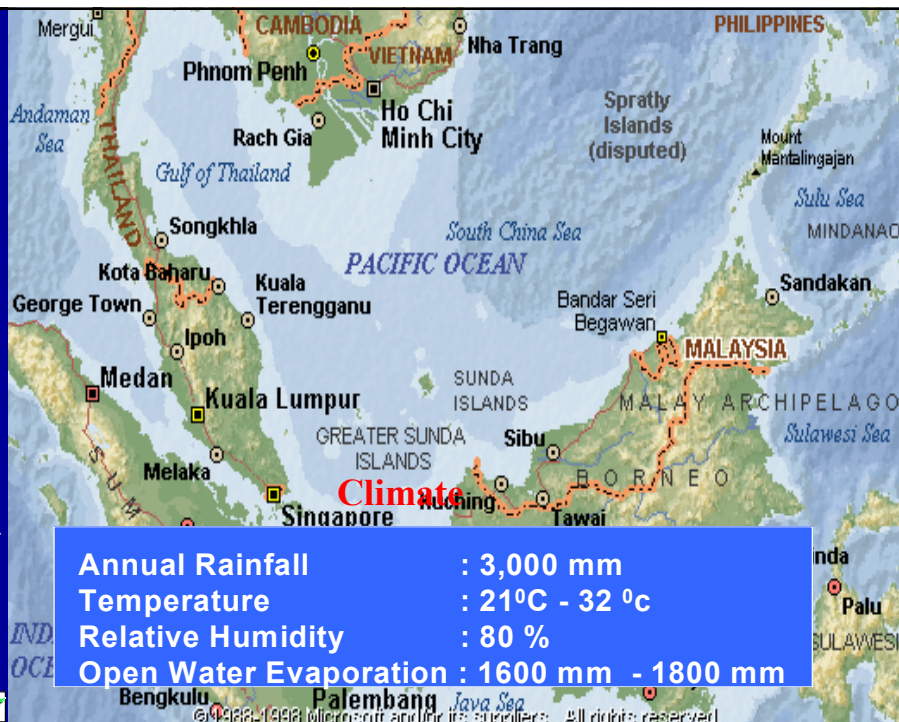 Mergui
CAMBODIA
PHILIPPINES
VIETNAM
Nha Trang
Phnom Penh
Andaman
Sea
Ho Chi
Minh City
Spratly
Islands
(disputed)
Rach Gia
Mount
Mantalingajan
THAILAND
Gulf of Thailand
Sulu Sea
Songkhla
South China Sea
MINDANAO
PACIFIC OCEAN
Kota Baharu
Kuala
Terengganu
Sandakan
George Town
Bandar Seri
Begawan
Ipoh
MALAYSIA
Medan
SUNDA
ISLANDS
Kuala Lumpur
MALAY ARCHIPELAGO
GREATER SUNDA
ISLANDS
Sibu
Sulawesi Sea
Melaka
BORNEO
SUM
Climate
Kuching
Singapore
Tawai
Annual Rainfall : 3,000 mm
Temperature : 21⁰C - 32 ⁰c
Relative Humidity : 80 %
Open Water Evaporation : 1600 mm - 1800 mm
nda
Palu
SULAWESI
IND
OCE
Bengkulu
Palembang
Java Sea
©1988-1998 Microsoft and/or its suppliers. All rights reserved.